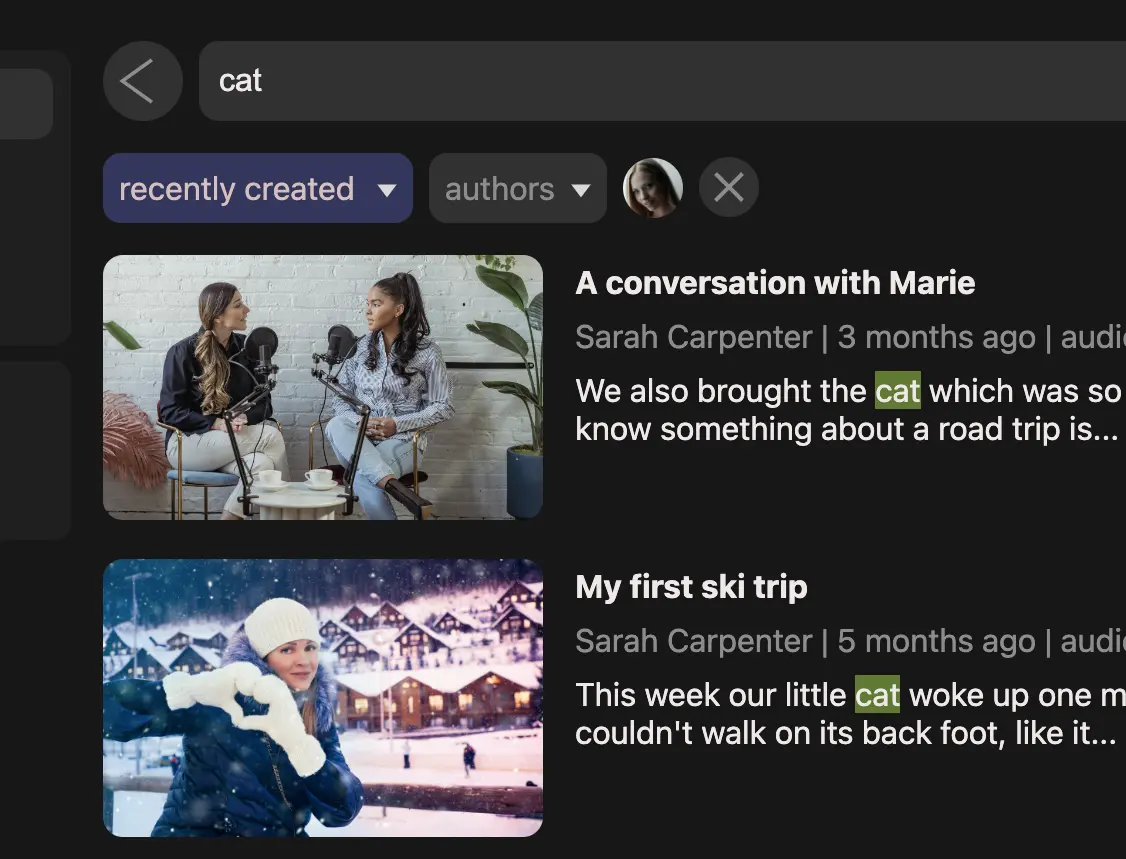 cat
recently created
authors
A conversation with Marie
Sarah Carpenter | 3 months ago |
We also brought the cat which was so
know something about a road trip is...
My first ski trip
Sarah Carpenter | 5 months ago |
This week our little cat woke up one
couldn't walk on its back foot, like it...